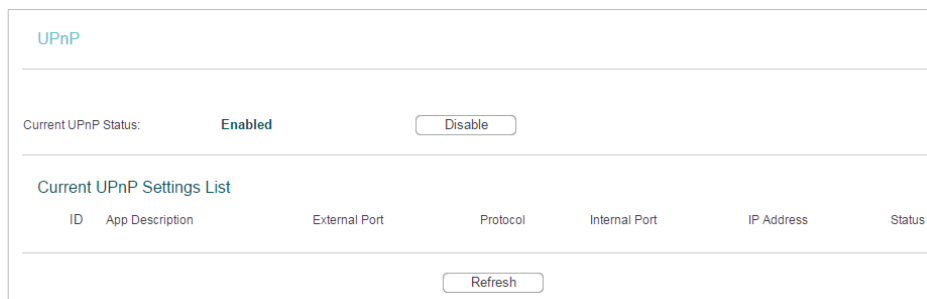 UPnP
Current UPnP Status: Enabled Disable
Current UPnP Settings List
ID App Description External Port Protocol Internal Port IP Address Status
Refresh